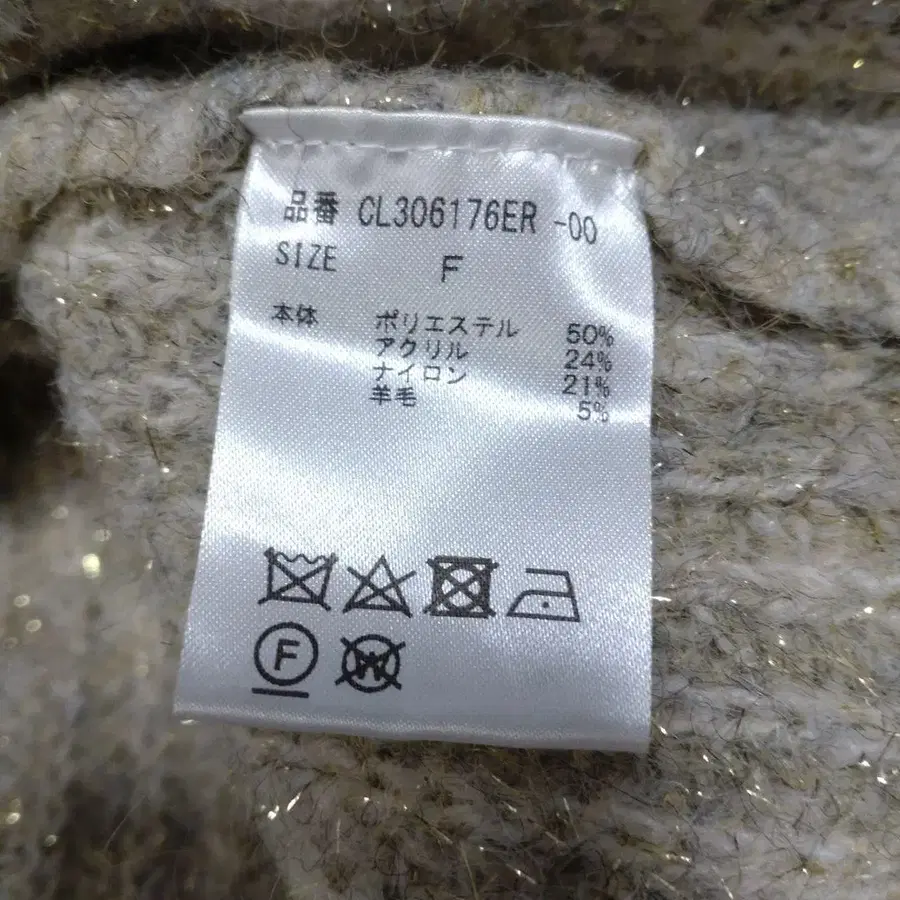 品番 CL306176ER -00
SIZE F
本体 ポリエステル 50%
アクリル 24%
ナイロン 21%
羊毛 5%
F W